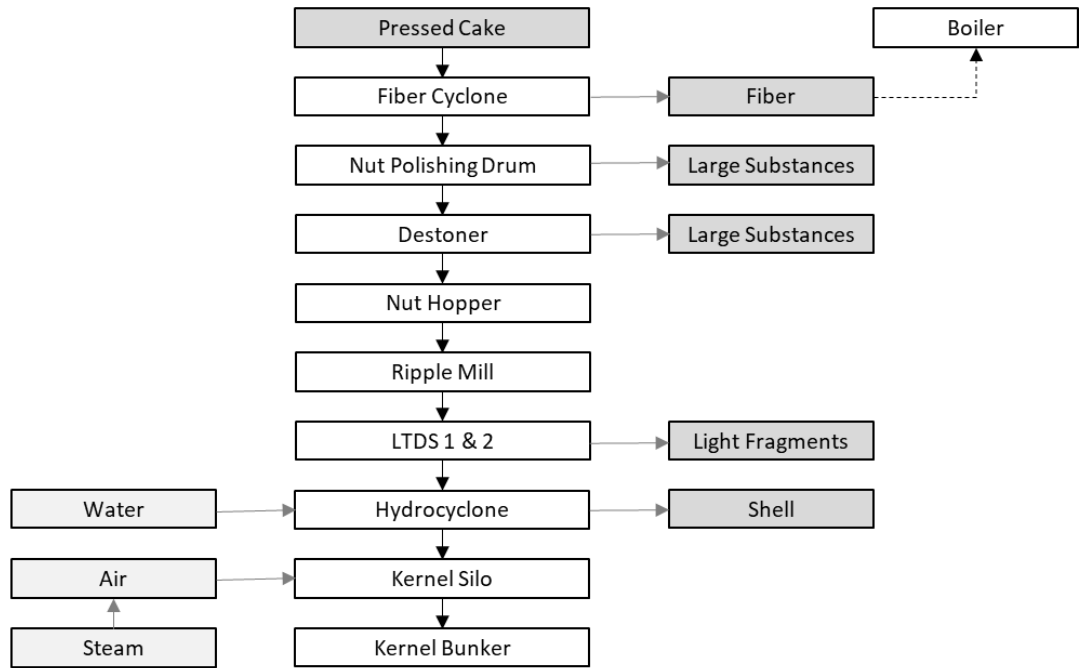 Pressed Cake
Boiler
Fiber Cyclone
Fiber
Nut Polishing Drum
Large Substances
Destoner
Large Substances
Nut Hopper
Ripple Mill
LTDS 1 & 2
Light Fragments
Water
Hydrocyclone
Shell
Air
Kernel Silo
Steam
Kernel Bunker